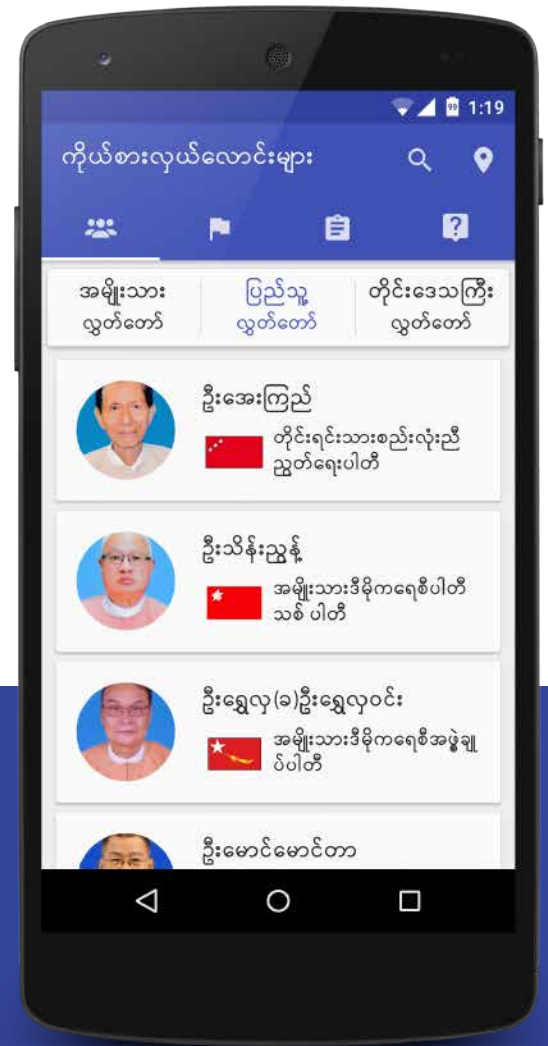 99 1:19
ကိုယ်စားလှယ်လောင်းများ
အမျိုးသား
လွှတ်တော်
ပြည်သူ့
လွှတ်တော်
တိုင်းဒေသကြီး
လွှတ်တော်
ဦးအေးကြည်
တိုင်းရင်းသားစည်းလုံးညီ
ညွတ်ရေးပါတီ
ဦးသိန်းညွန့်
အမျိုးသားဒီမိုကရေစီပါတီ
သစ် ပါတီ
ဦးရွှေလှ(ခ)ဦးရွှေလှဝင်း
အမျိုးသားဒီမိုကရေစီအဖွဲ့ချု
ပ်ပါတီ
ဦးမောင်မောင်တာ